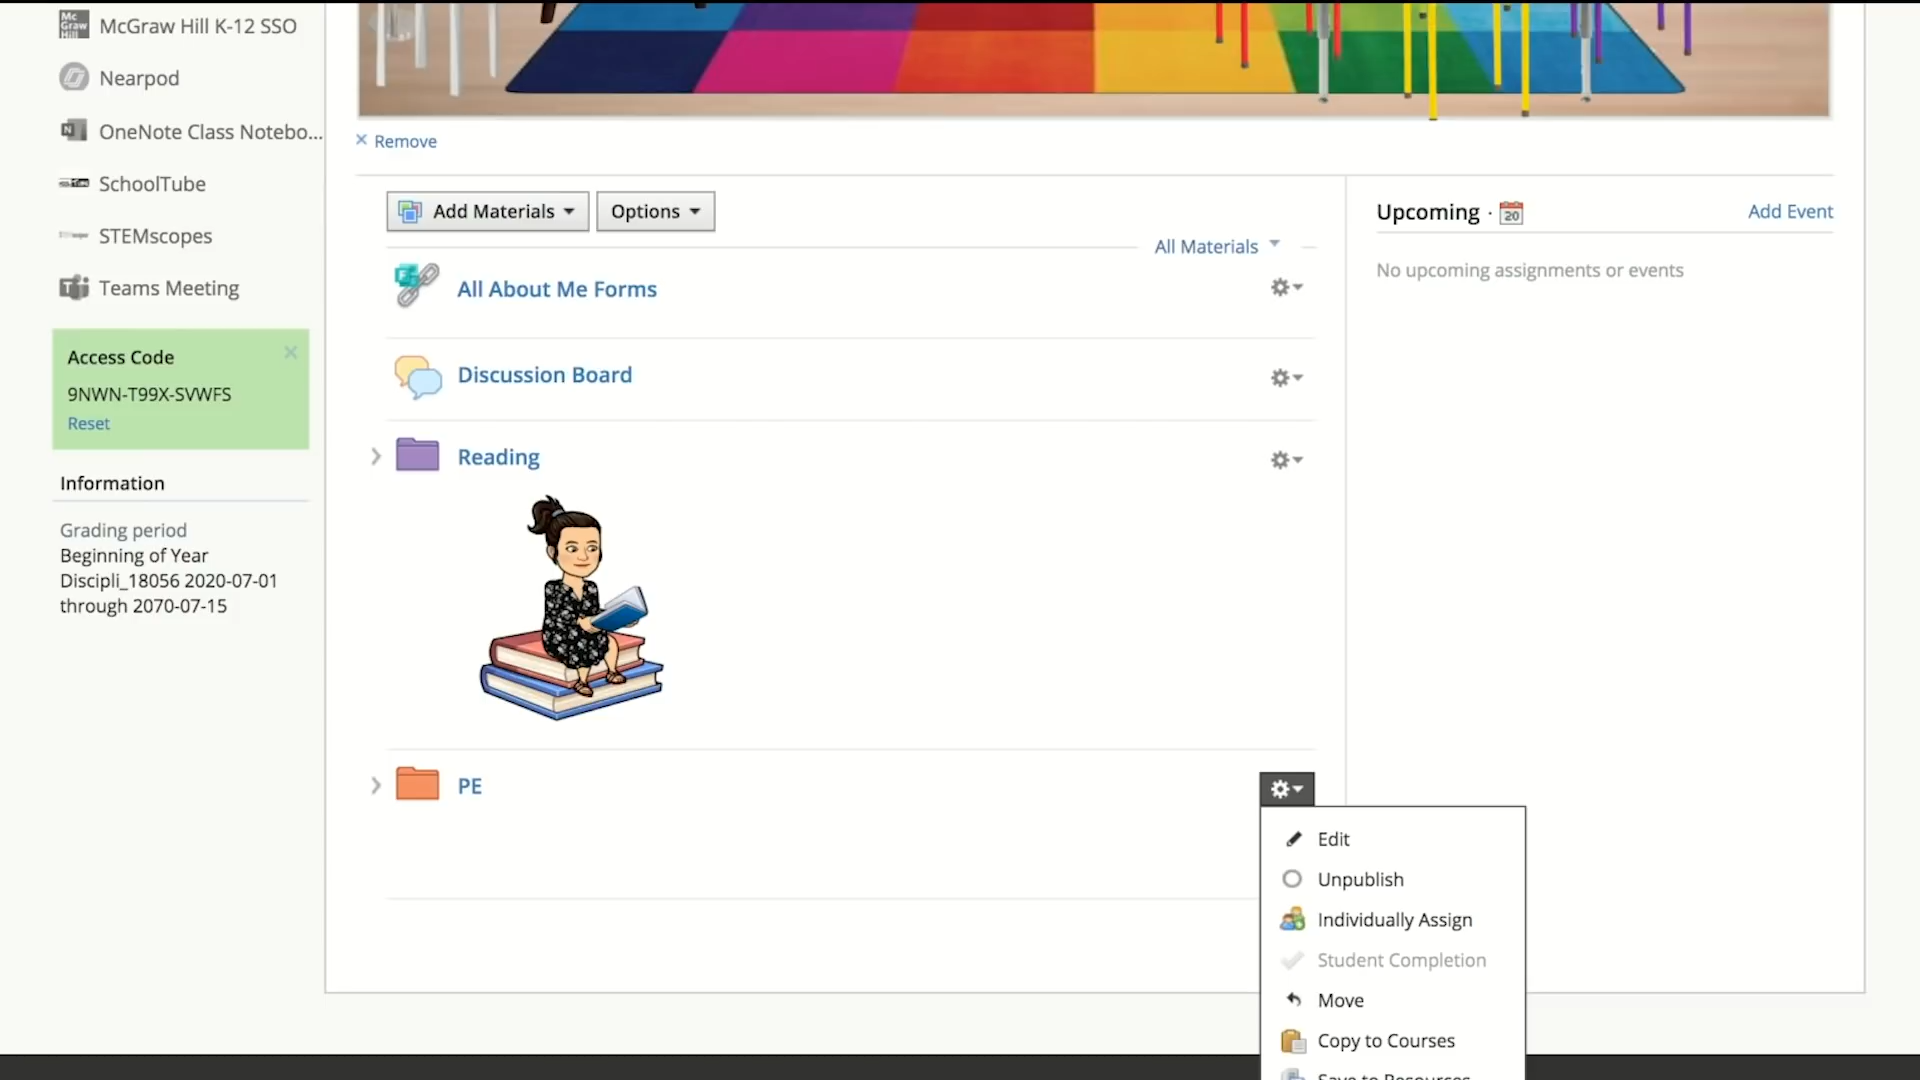 McGraw Hill K-12 SSO
Nearpod
OneNote Class Notebo...
SchoolTube
STEMscopes
Teams Meeting
Access Code
9NWN-T99X-SVWFS
Reset
Information
Grading period
Beginning of Year
Discipli_18056 2020-07-01
through 2070-07-15
Remove
Add Materials
Options
All Materials
All About Me Forms
Discussion Board
Reading
PE
Edit
Unpublish
Individually Assign
Student Completion
Move
Copy to Courses
Save to Resources
Upcoming · 20
Add Event
No upcoming assignments or events